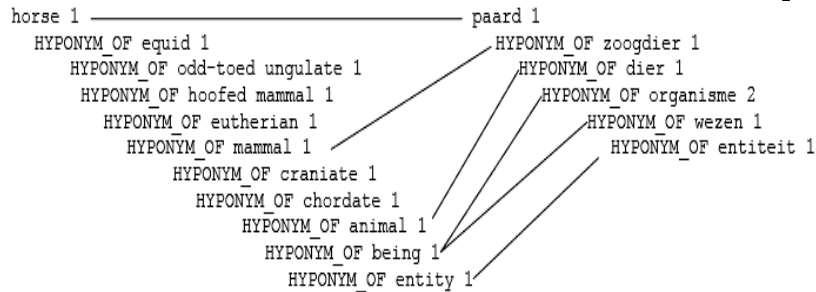 horse 1 paard 1
HYPONYM_OF equid 1 HYPONYM_OF zoogdier 1
HYPONYM_OF odd-toed ungulate 1 HYPONYM_OF dier 1
HYPONYM_OF hoofed mammal 1 HYPONYM_OF organisme 2
HYPONYM_OF eutherian 1 HYPONYM_OF wezen 1
HYPONYM_OF mammal 1 HYPONYM_OF entiteit 1
HYPONYM_OF craniate 1
HYPONYM_OF chordate 1
HYPONYM_OF animal 1
HYPONYM_OF being 1
HYPONYM_OF entity 1